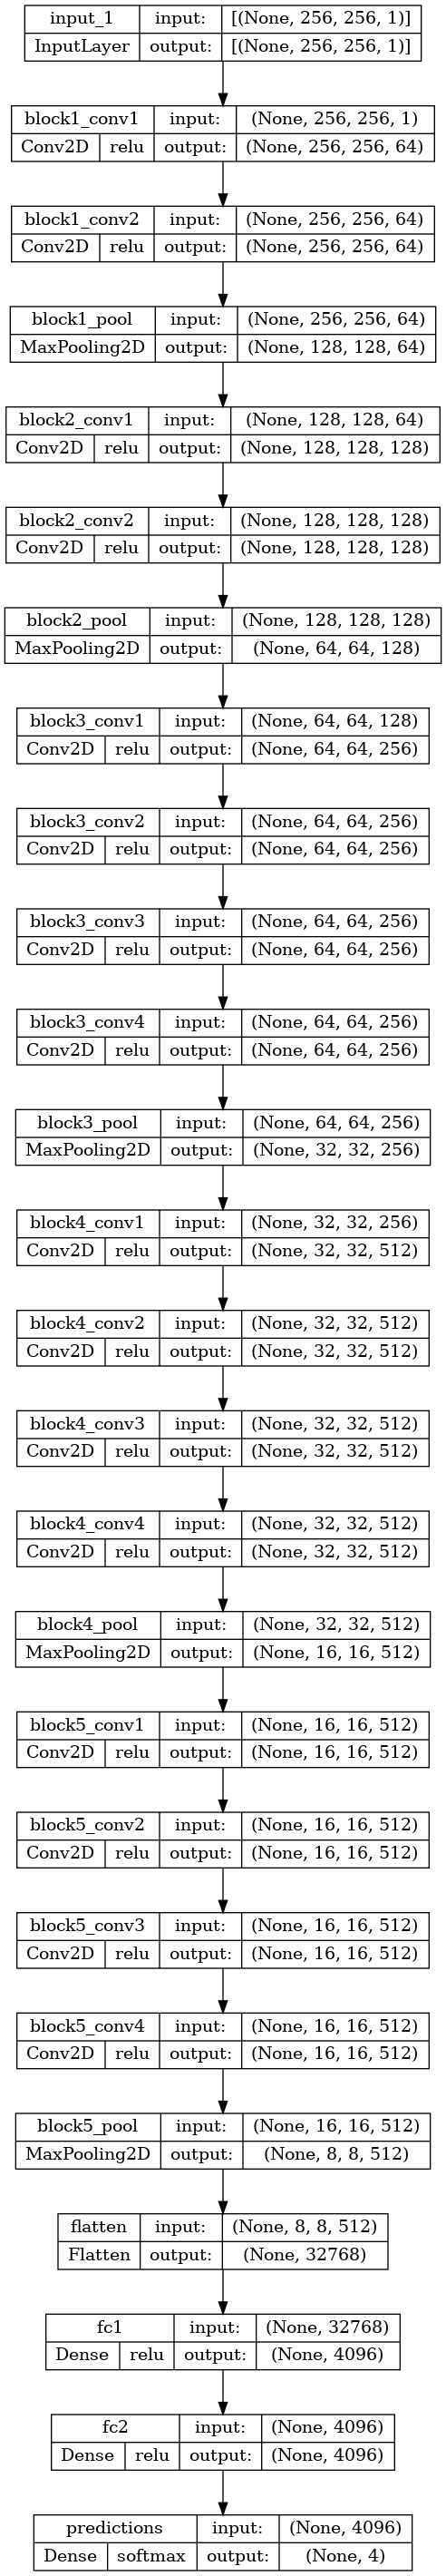 input_1 input: [(None, 256, 256, 1)]
InputLayer output: [(None, 256, 256, 1)]
block1_conv1 input: (None, 256, 256, 1)
Conv2D relu output: (None, 256, 256, 64)
block1_conv2 input: (None, 256, 256, 64)
Conv2D relu output: (None, 256, 256, 64)
block1_pool input: (None, 256, 256, 64)
MaxPooling2D output: (None, 128, 128, 64)
block2_conv1 input: (None, 128, 128, 64)
Conv2D relu output: (None, 128, 128, 128)
block2_conv2 input: (None, 128, 128, 128)
Conv2D relu output: (None, 128, 128, 128)
block2_pool input: (None, 128, 128, 128)
MaxPooling2D output: (None, 64, 64, 128)
block3_conv1 input: (None, 64, 64, 128)
Conv2D relu output: (None, 64, 64, 256)
block3_conv2 input: (None, 64, 64, 256)
Conv2D relu output: (None, 64, 64, 256)
block3_conv3 input: (None, 64, 64, 256)
Conv2D relu output: (None, 64, 64, 256)
block3_conv4 input: (None, 64, 64, 256)
Conv2D relu output: (None, 64, 64, 256)
block3_pool input: (None, 64, 64, 256)
MaxPooling2D output: (None, 32, 32, 256)
block4_conv1 input: (None, 32, 32, 256)
Conv2D relu output: (None, 32, 32, 512)
block4_conv2 input: (None, 32, 32, 512)
Conv2D relu output: (None, 32, 32, 512)
block4_conv3 input: (None, 32, 32, 512)
Conv2D relu output: (None, 32, 32, 512)
block4_conv4 input: (None, 32, 32, 512)
Conv2D relu output: (None, 32, 32, 512)
block4_pool input: (None, 32, 32, 512)
MaxPooling2D output: (None, 16, 16, 512)
block5_conv1 input: (None, 16, 16, 512)
Conv2D relu output: (None, 16, 16, 512)
block5_conv2 input: (None, 16, 16, 512)
Conv2D relu output: (None, 16, 16, 512)
block5_conv3 input: (None, 16, 16, 512)
Conv2D relu output: (None, 16, 16, 512)
block5_conv4 input: (None, 16, 16, 512)
Conv2D relu output: (None, 16, 16, 512)
block5_pool input: (None, 16, 16, 512)
MaxPooling2D output: (None, 8, 8, 512)
flatten input: (None, 8, 8, 512)
Flatten output: (None, 32768)
fc1 input: (None, 32768)
Dense relu output: (None, 4096)
fc2 input: (None, 4096)
Dense relu output: (None, 4096)
predictions input: (None, 4096)
Dense softmax output: (None, 4)